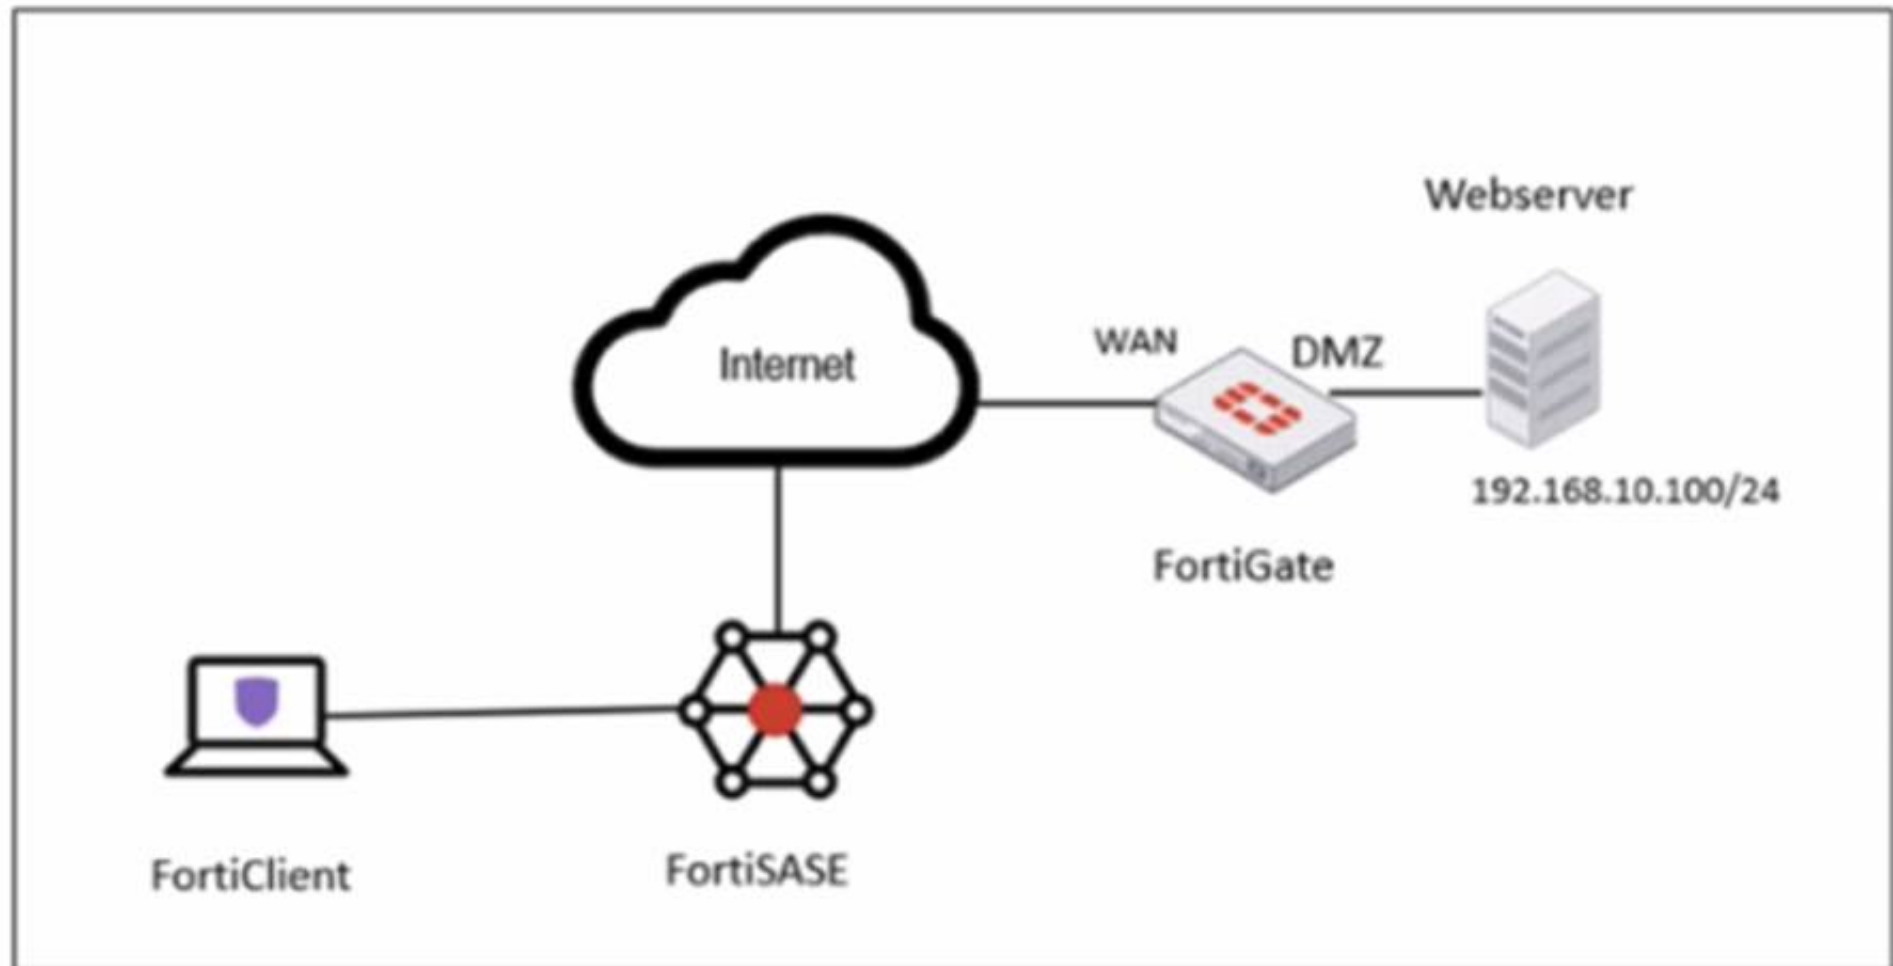 Webserver
Internet
WAN
DMZ
192.168.10.100/24
FortiGate
FortiClient
FortiSASE